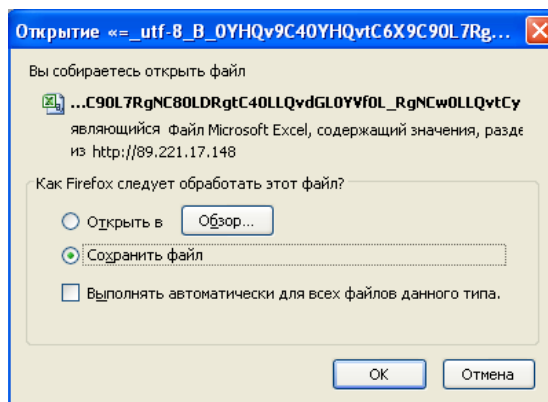 Открытие «=_utf-8_B_0YHQv9C40YHQvtC6X9C90L7Rg...
Вы собираетесь открыть файл
...C90L7RgNC80LDRgtC40LLQvdGL0YVf0L_RgNCw0LLQvtCy
являющийся Файл Microsoft Excel, содержащий значения, разде
из http://89.221.17.148
Как Firefox следует обработать этот файл?
Открыть в Обзор...
Сохранить файл
Выполнять автоматически для всех файлов данного типа.
ОК Отмена